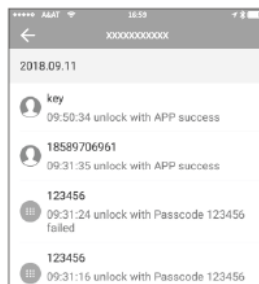 A&AT 16:59
XXXXXXXXXXX
2018.09.11
key
09:50:34 unlock with APP success
18589706961
09:31:35 unlock with APP success
123456
09:31:24 unlock with Passcode 123456
failed
123456
09:31:16 unlock with Passcode 123456